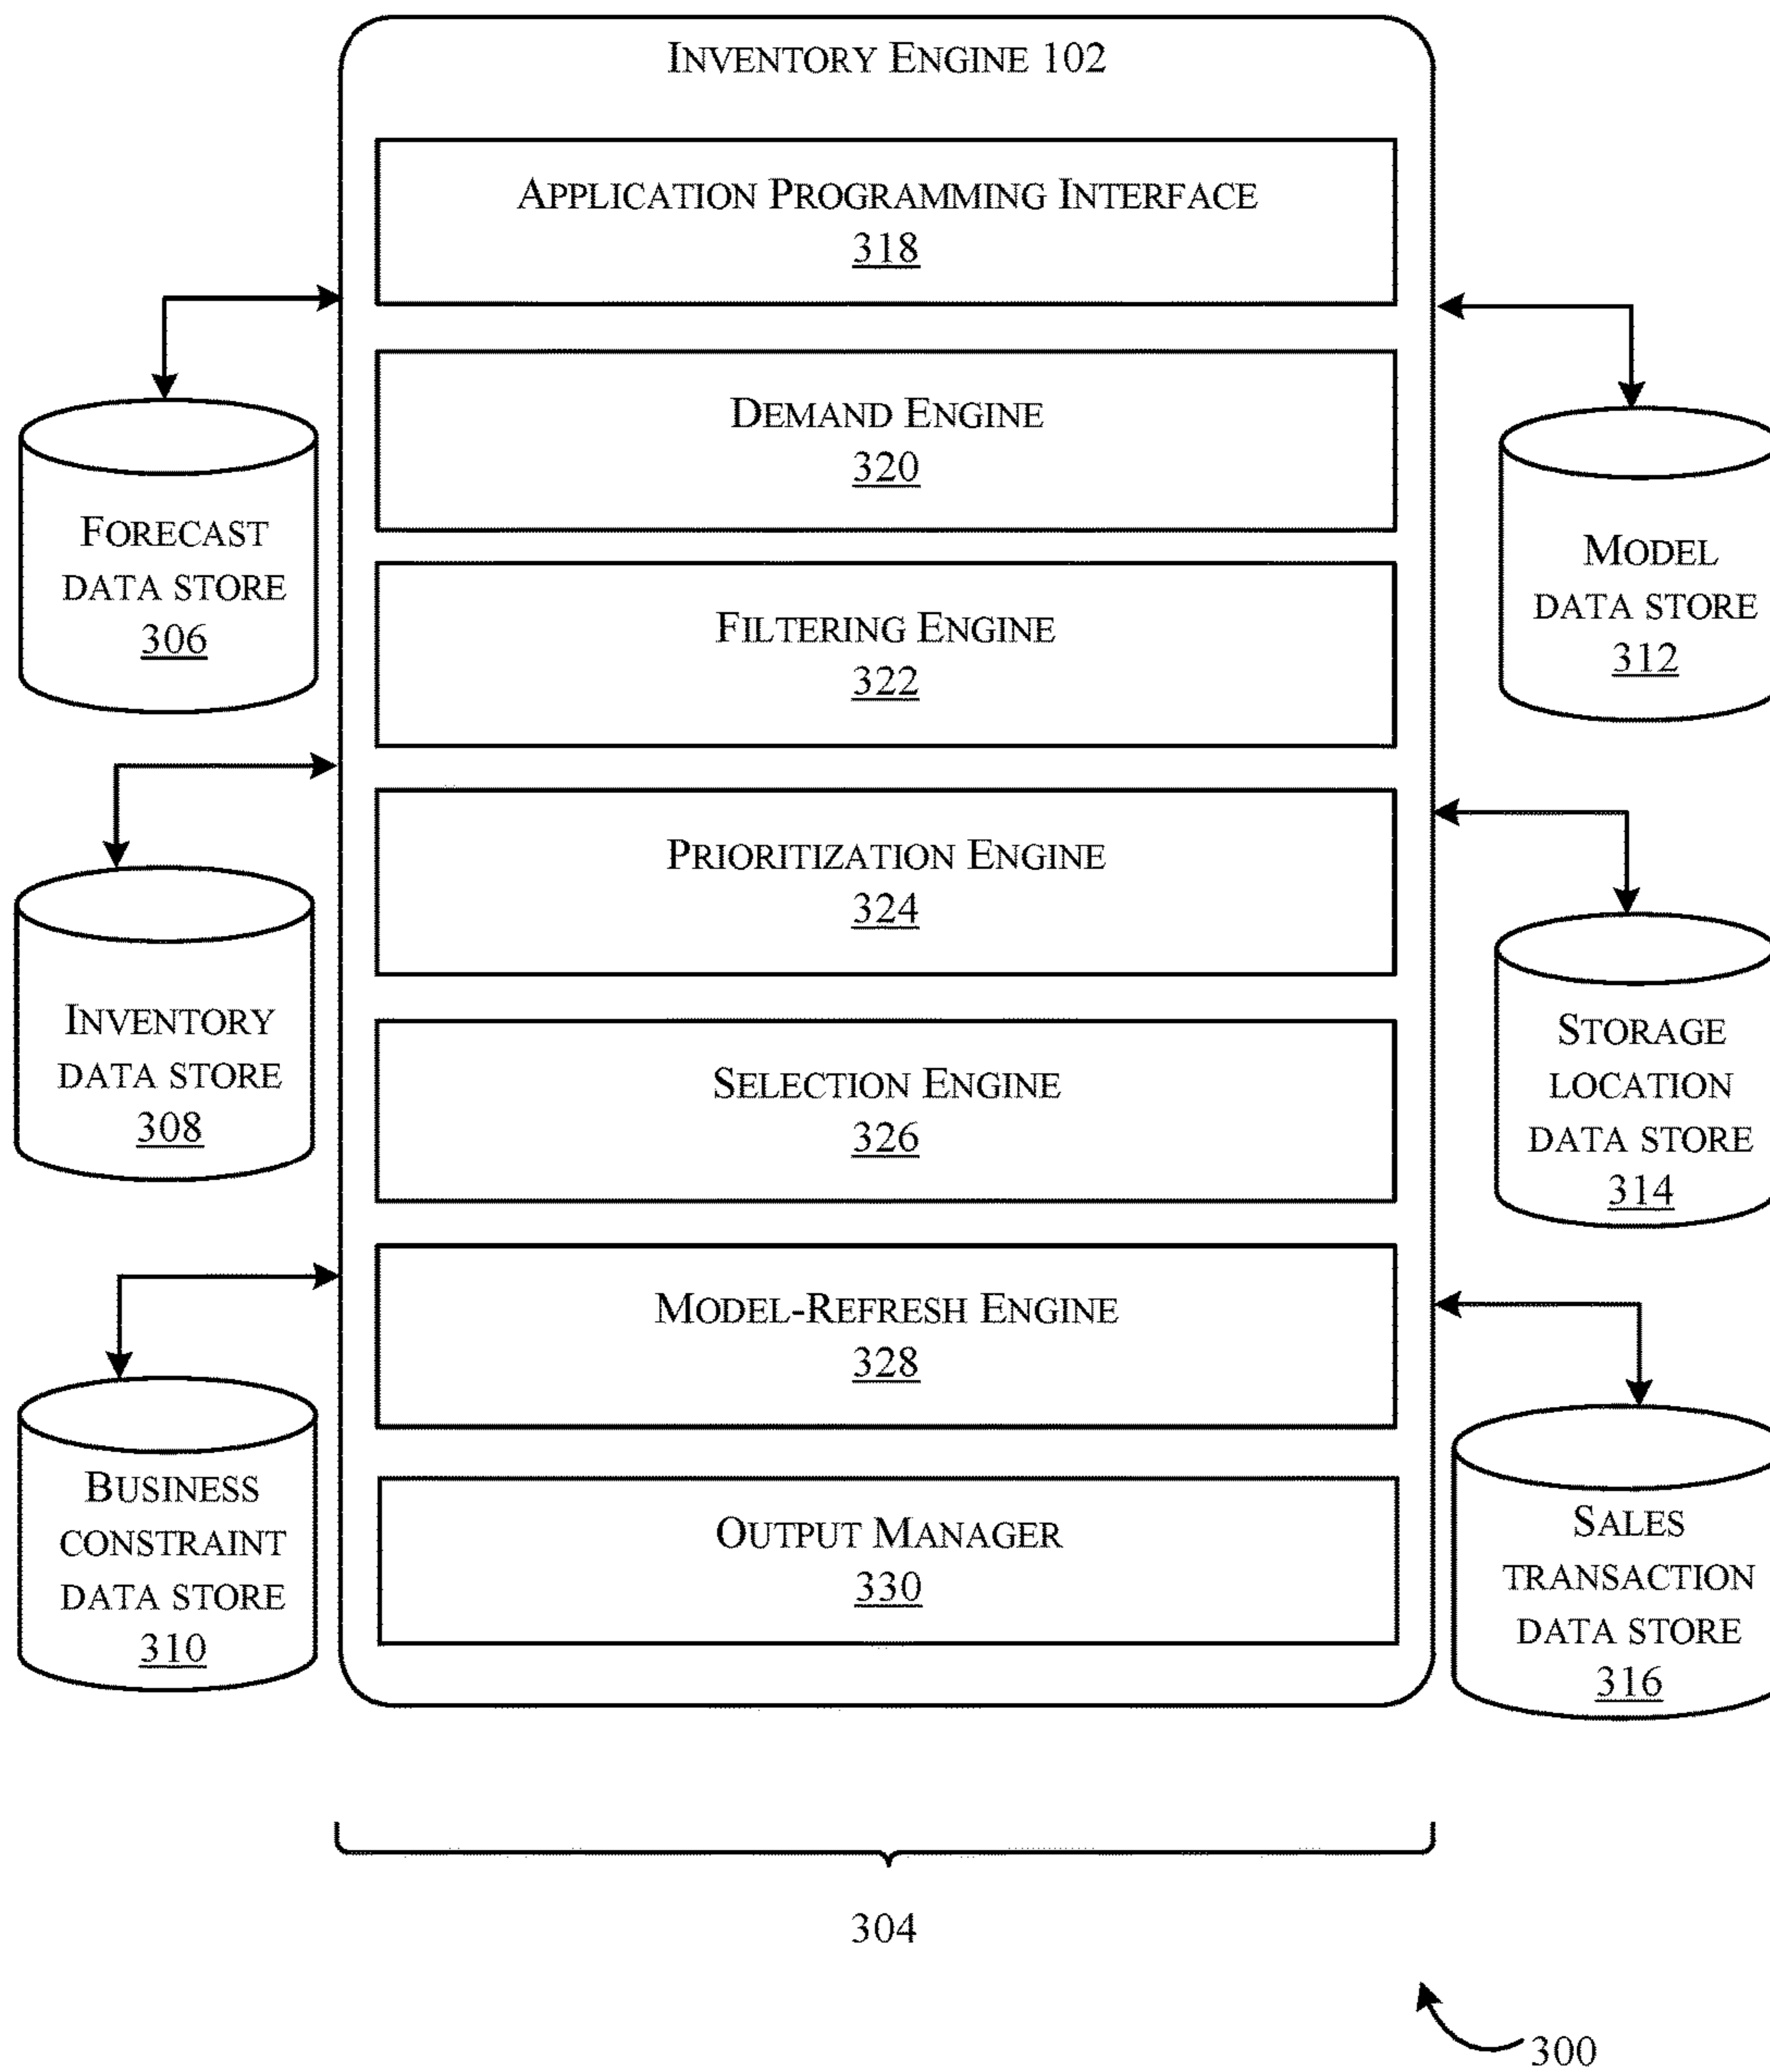 INVENTORY ENGINE 102
APPLICATION PROGRAMMING INTERFACE
318
DEMAND ENGINE
320
FILTERING ENGINE
322
PRIORITIZATION ENGINE
324
SELECTION ENGINE
326
MODEL-REFRESH ENGINE
328
OUTPUT MANAGER
330
FORECAST
DATA STORE
306
INVENTORY
DATA STORE
308
BUSINESS
CONSTRAINT
DATA STORE
310
MODEL
DATA STORE
312
STORAGE
LOCATION
DATA STORE
314
SALES
TRANSACTION
DATA STORE
316
304
300